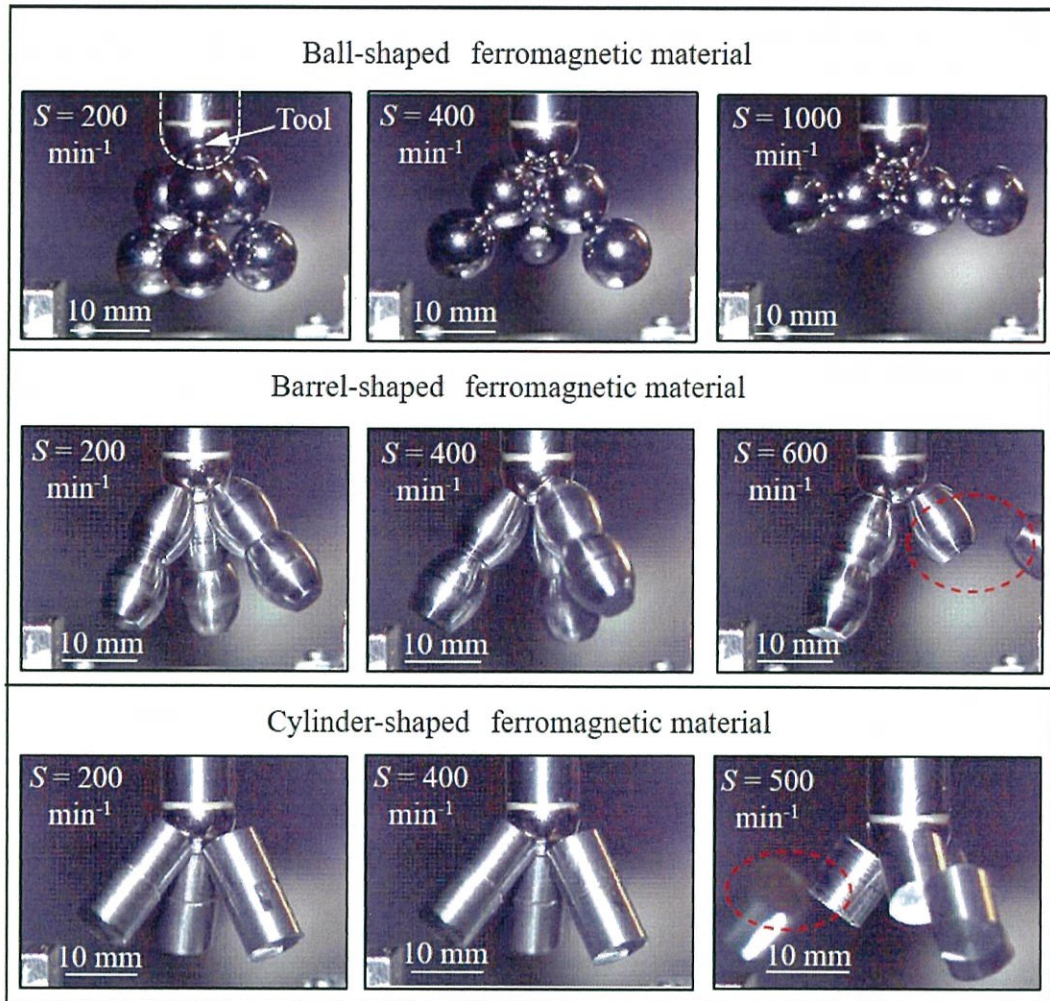 Ball-shaped ferromagnetic material
S = 200
min⁻¹
Tool
10 mm
S = 400
min⁻¹
10 mm
S = 1000
min⁻¹
10 mm
Barrel-shaped ferromagnetic material
S = 200
min⁻¹
10 mm
S = 400
min⁻¹
10 mm
S = 600
min⁻¹
10 mm
Cylinder-shaped ferromagnetic material
S = 200
min⁻¹
10 mm
S = 400
min⁻¹
10 mm
S = 500
min⁻¹
10 mm